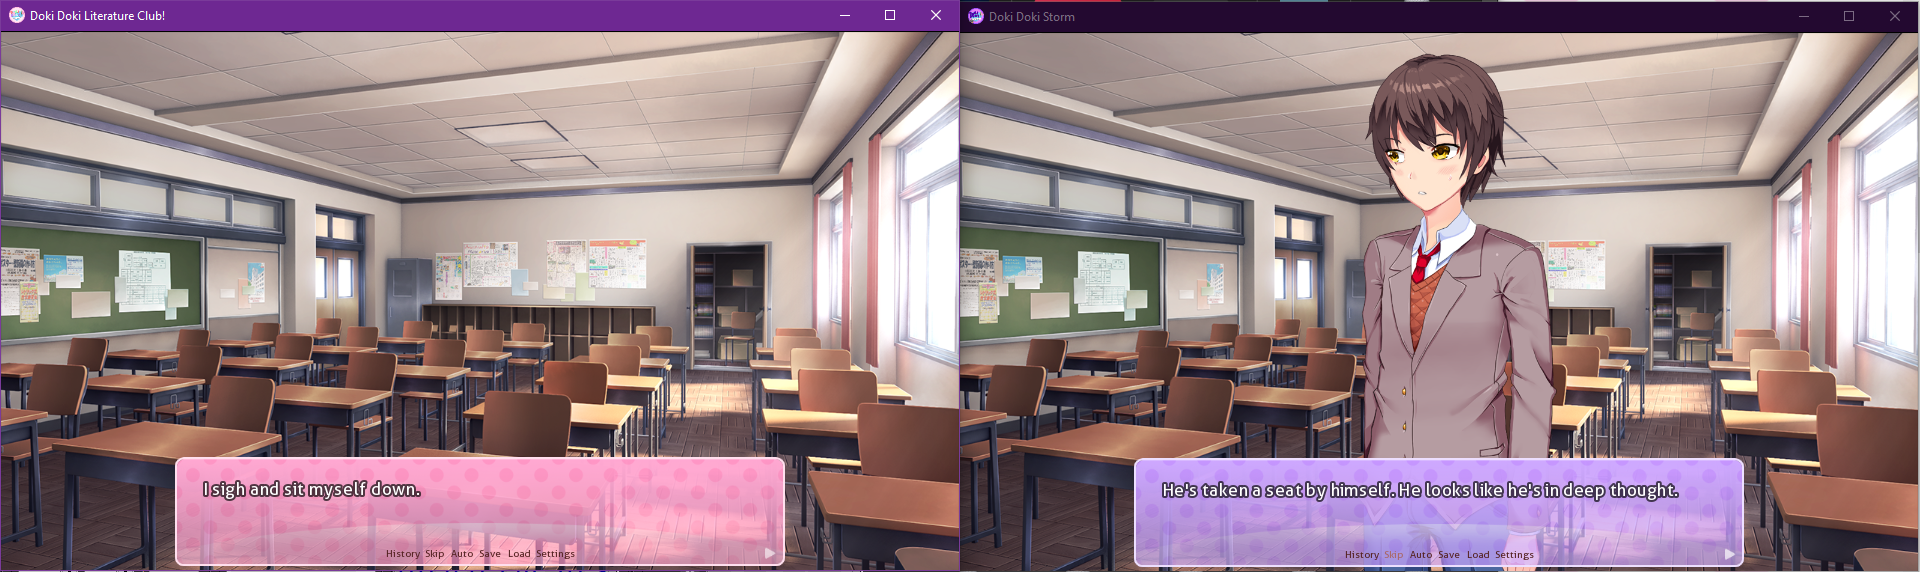 Doki Doki Literature Club!
I sigh and sit myself down.
History Skip Auto Save Load Settings
Doki Doki Storm
He's taken a seat by himself. He looks like he's in deep thought.
History Skip Auto Save Load Settings